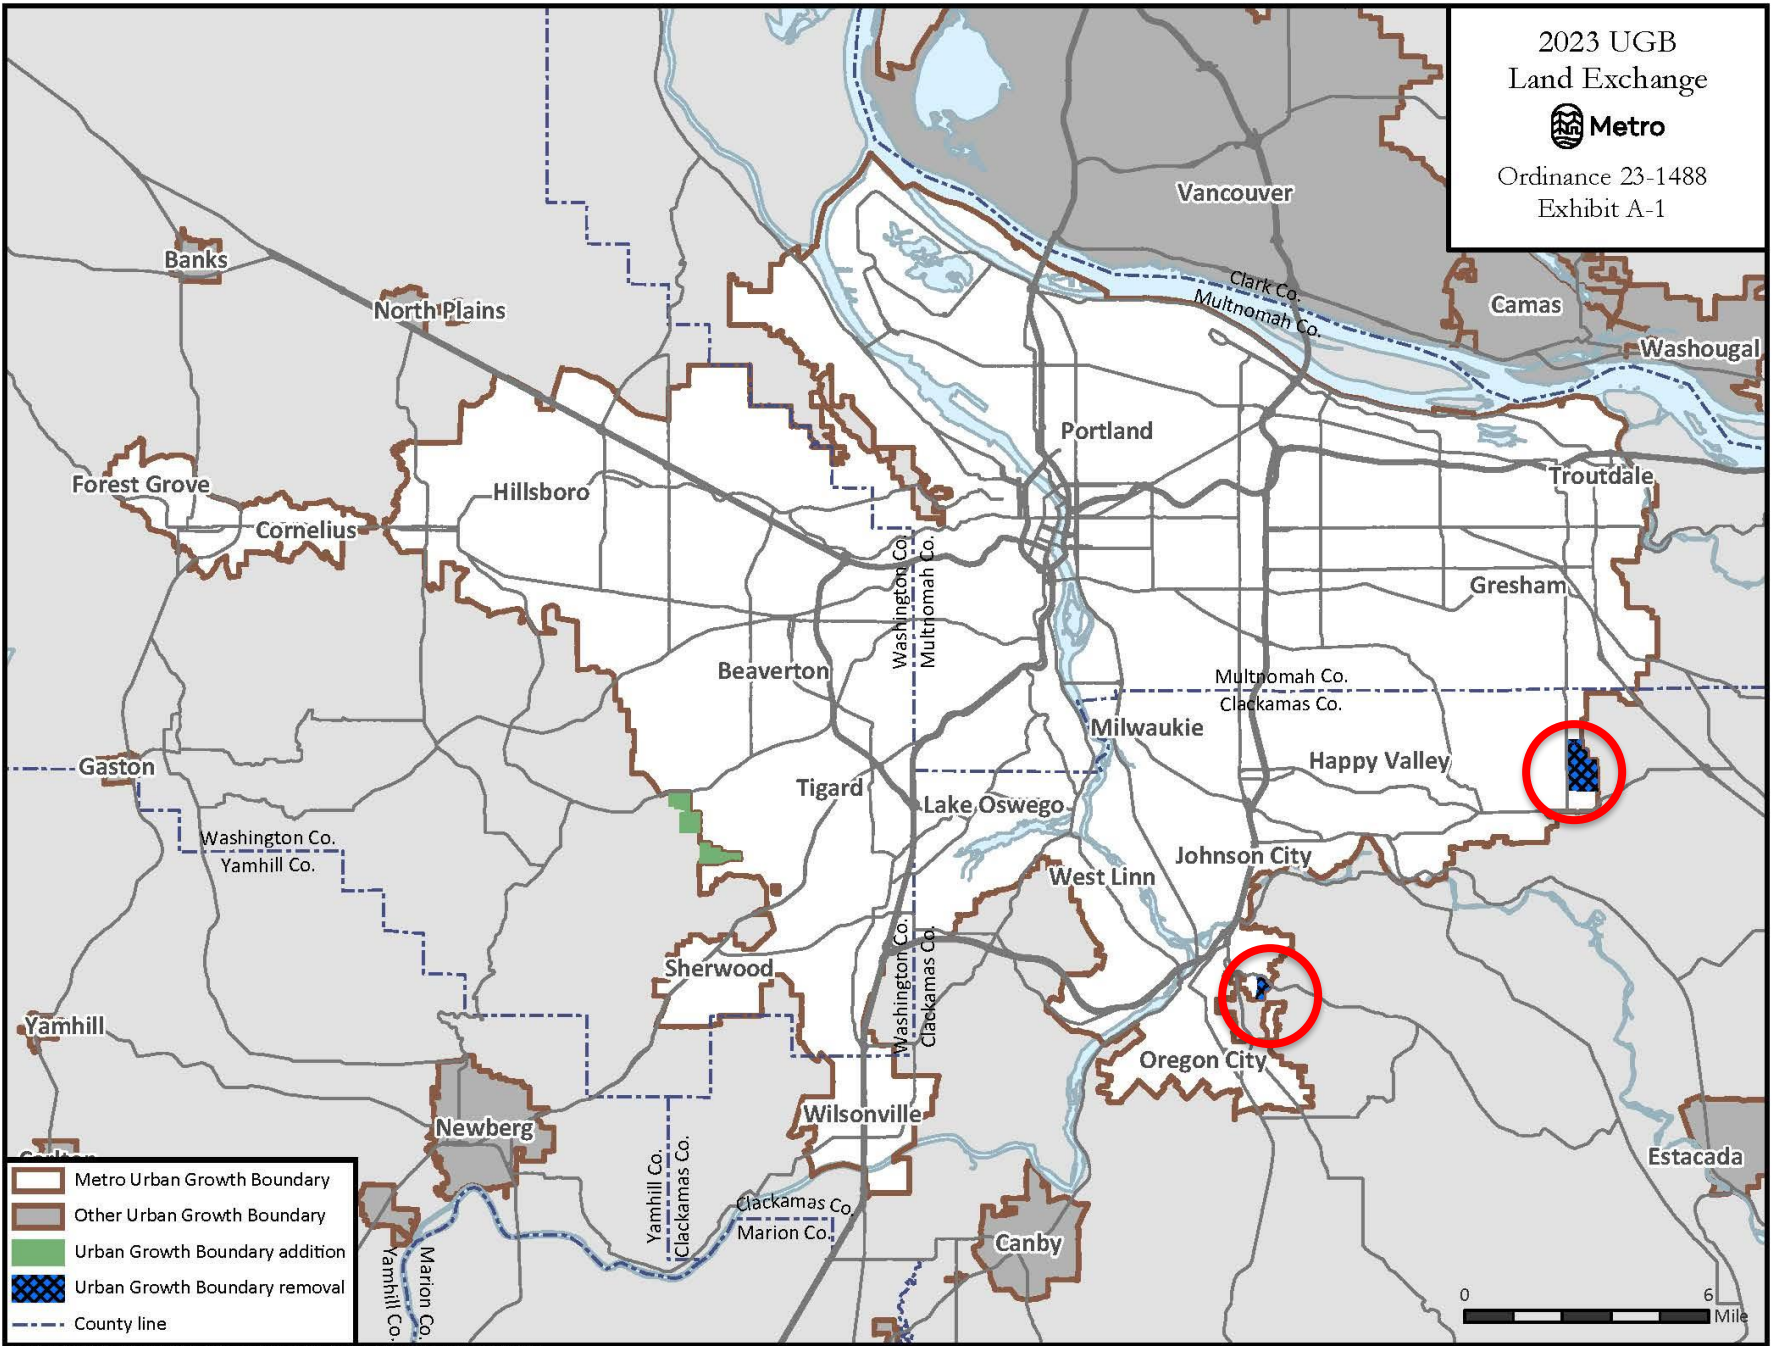 2023 UGB
Land Exchange
Metro
Ordinance 23-1488
Exhibit A-1
Vancouver
Banks
North Plains
Clark Co.
Multnomah Co.
Camas
Washougal
Portland
Forest Grove
Hillsboro
Troutdale
Cornelius
Washington Co.
Multnomah Co.
Gresham
Beaverton
Multnomah Co.
Clackamas Co.
Milwaukie
Gaston
Happy Valley
Tigard
Lake Oswego
Washington Co.
Yamhill Co.
Johnson City
West Linn
Washington Co.
Clackamas Co.
Sherwood
Yamhill
Oregon City
Wilsonville
Newberg
Estacada
Yamhill Co.
Clackamas Co.
Clackamas Co.
Marion Co.
Canby
Yamhill Co.
Marion Co.
Metro Urban Growth Boundary
Other Urban Growth Boundary
Urban Growth Boundary addition
Urban Growth Boundary removal
County line
0 6
Mile